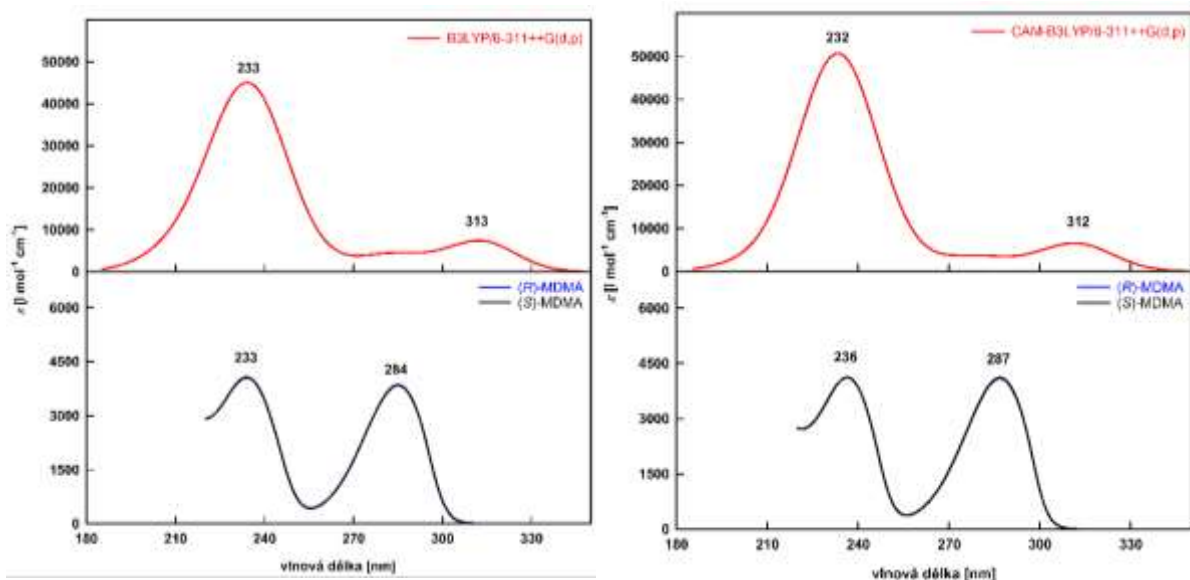 B3LYP/6-311++G(d,p)
233
313
50000
40000
30000
20000
10000
0
(R)-MDMA
(S)-MDMA
233
284
6000
4500
3000
1500
0
180 210 240 270 300 330
ε [l mol⁻¹ cm⁻¹]
vlnová délka [nm]
CAM-B3LYP/6-311++G(d,p)
232
312
50000
40000
30000
20000
10000
0
(R)-MDMA
(S)-MDMA
236
287
6000
4500
3000
1500
0
180 210 240 270 300 330
ε [l mol⁻¹ cm⁻¹]
vlnová délka [nm]